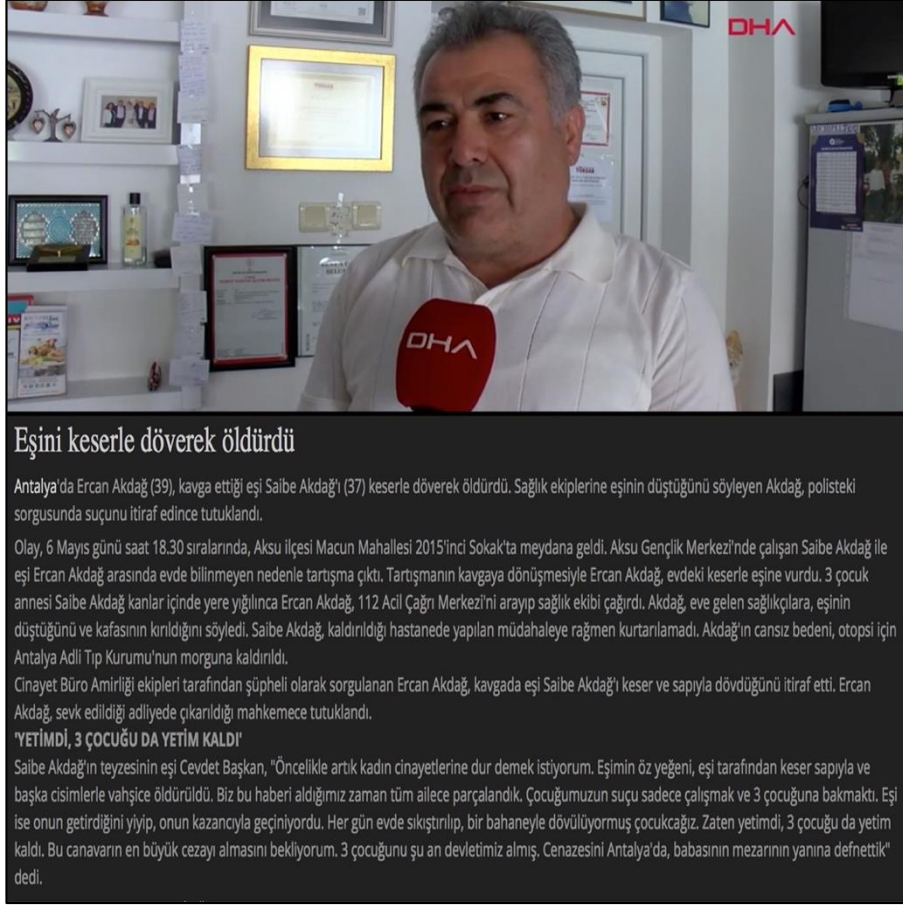 DHA
TÜRSAB
DHA
Eşini keserle döverek öldürdü
Antalya'da Ercan Akdağ (39), kavga ettiği eşi Saibe Akdağ'ı (37) keserle döverek öldürdü. Sağlık ekiplerine eşinin düştüğünü söyleyen Akdağ, polisteki
sorgusunda suçunu itiraf edince tutuklandı.
Olay, 6 Mayıs günü saat 18.30 sıralarında, Aksu ilçesi Macun Mahallesi 2015'inci Sokak'ta meydana geldi. Aksu Gençlik Merkezi'nde çalışan Saibe Akdağ ile
eşi Ercan Akdağ arasında evde bilinmeyen nedenle tartışma çıktı. Tartışmanın kavgaya dönüşmesiyle Ercan Akdağ, evdeki keserle eşine vurdu. 3 çocuk
annesi Saibe Akdağ kanlar içinde yere yığılınca Ercan Akdağ, 112 Acil Çağrı Merkezi'ni arayıp sağlık ekibi çağırdı. Akdağ, eve gelen sağlıkçılara, eşinin
düştüğünü ve kafasının kırıldığını söyledi. Saibe Akdağ, kaldırıldığı hastanede yapılan müdahaleye rağmen kurtarılamadı. Akdağ'ın cansız bedeni, otopsi için
Antalya Adli Tıp Kurumu'nun morguna kaldırıldı.
Cinayet Büro Amirliği ekipleri tarafından şüpheli olarak sorgulanan Ercan Akdağ, kavgada eşi Saibe Akdağ'ı keser ve sapıyla dövdüğünü itiraf etti. Ercan
Akdağ, sevk edildiği adliyede çıkarıldığı mahkemece tutuklandı.
'YETİMDİ, 3 ÇOCUĞU DA YETİM KALDI'
Saibe Akdağ'ın teyzesinin eşi Cevdet Başkan, "Öncelikle artık kadın cinayetlerine dur demek istiyorum. Eşimin öz yeğeni, eşi tarafından keser sapıyla ve
başka cisimlerle vahşice öldürüldü. Biz bu haberi aldığımız zaman tüm ailece parçalandık. Çocuğumuzun suçu sadece çalışmak ve 3 çocuğuna bakmaktı. Eşi
ise onun getirdiğini yiyip, onun kazancıyla geçiniyordu. Her gün evde sıkıştırılıp, bir bahaneyle dövülüyormuş çocukcağız. Zaten yetimdi, 3 çocuğu da yetim
kaldı. Bu canavarın en büyük cezayı almasını bekliyorum. 3 çocuğunu şu an devletimiz almış. Cenazesini Antalya'da, babasının mezarının yanına defnettik"
dedi.